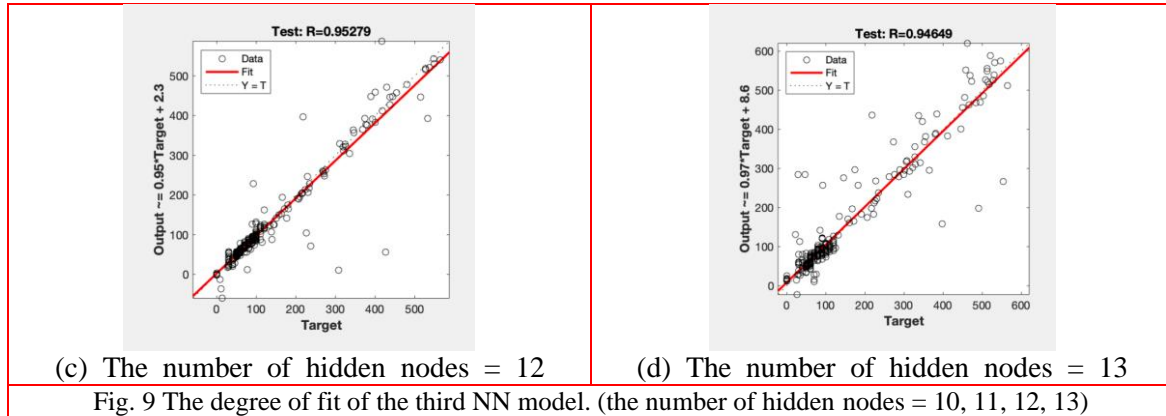 Test: R=0.95279
Data
Fit
Y = T
500
400
300
200
100
0
Output ~= 0.95*Target + 2.3
0 100 200 300 400 500
Target
(c) The number of hidden nodes = 12
Test: R=0.94649
Data
Fit
Y = T
600
500
400
300
200
100
0
Output ~= 0.97*Target + 8.6
0 100 200 300 400 500 600
Target
(d) The number of hidden nodes = 13
Fig. 9 The degree of fit of the third NN model. (the number of hidden nodes = 10, 11, 12, 13)